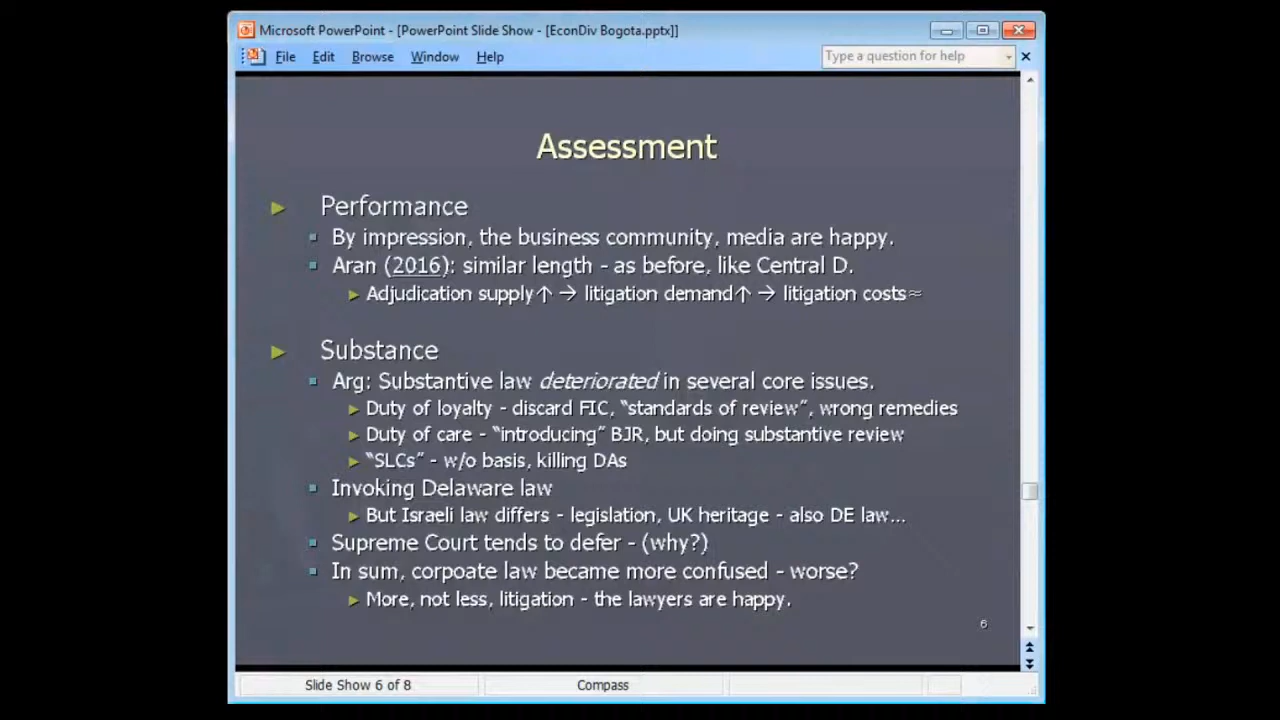 Microsoft PowerPoint - [PowerPoint Slide Show - [EconDiv Bogota.pptx]]
File Edit Browse Window Help Type a question for help
Assessment
Performance
By impression, the business community, media are happy.
Aran (2016): similar length - as before, like Central D.
Adjudication supply↑ → litigation demand↑ → litigation costs≈
Substance
Arg: Substantive law deteriorated in several core issues.
Duty of loyalty - discard FIC, “standards of review”, wrong remedies
Duty of care - “introducing” BJR, but doing substantive review
“SLCs” - w/o basis, killing DAs
Invoking Delaware law
But Israeli law differs - legislation, UK heritage - also DE law...
Supreme Court tends to defer - (why?)
In sum, corpoate law became more confused - worse?
More, not less, litigation - the lawyers are happy.
6
Slide Show 6 of 8 Compass